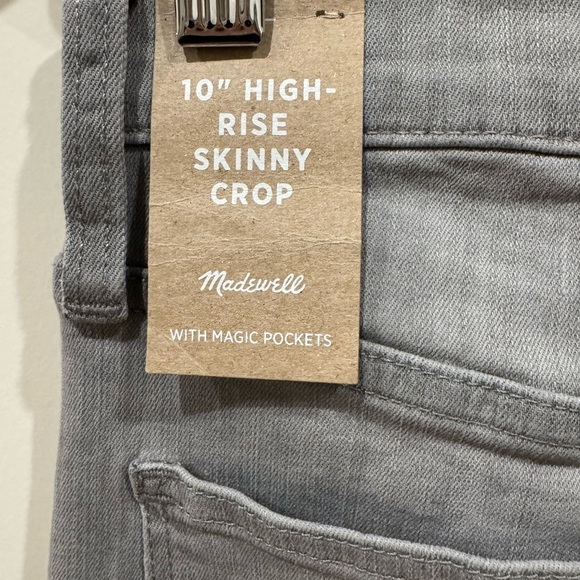 10" HIGH-
RISE
SKINNY
CROP
Madewell
WITH MAGIC POCKETS